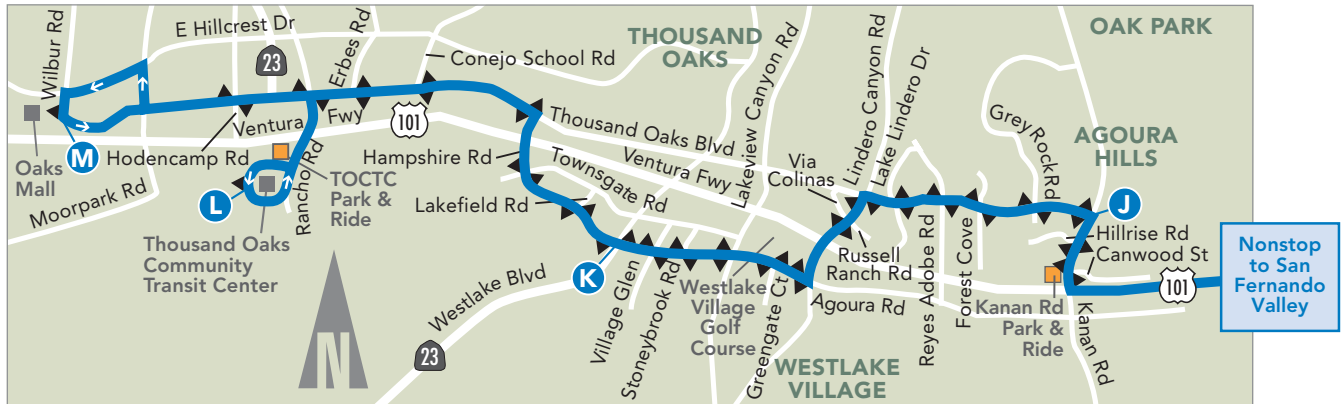 Wilbur Rd
E Hillcrest Dr
23
Erbes Rd
Conejo School Rd
THOUSAND
OAKS
Lakeview Canyon Rd
Lindero Canyon Rd
Lake Lindero Dr
OAK PARK
Grey Rock Rd
AGOURA
HILLS
Oaks
Mall
M
Hodencamp Rd
Ventura Fwy
101
Moorpark Rd
L
Rancho Rd
TOCTC
Park &
Ride
Thousand Oaks
Community
Transit Center
N
Hampshire Rd
Thousand Oaks Blvd
Ventura Fwy
Townsgate Rd
Lakefield Rd
K
Westlake Blvd
23
Village Glen
Stoneybrook Rd
Westlake
Village
Golf
Course
Greengate Ct
Via
Colinas
Russell
Ranch Rd
Agoura Rd
WESTLAKE
VILLAGE
Reyes Adobe Rd
Forest Cove
J
Hillrise Rd
Canwood St
Kanan Rd
Park &
Ride
Kanan Rd
101
Nonstop
to San
Fernando
Valley